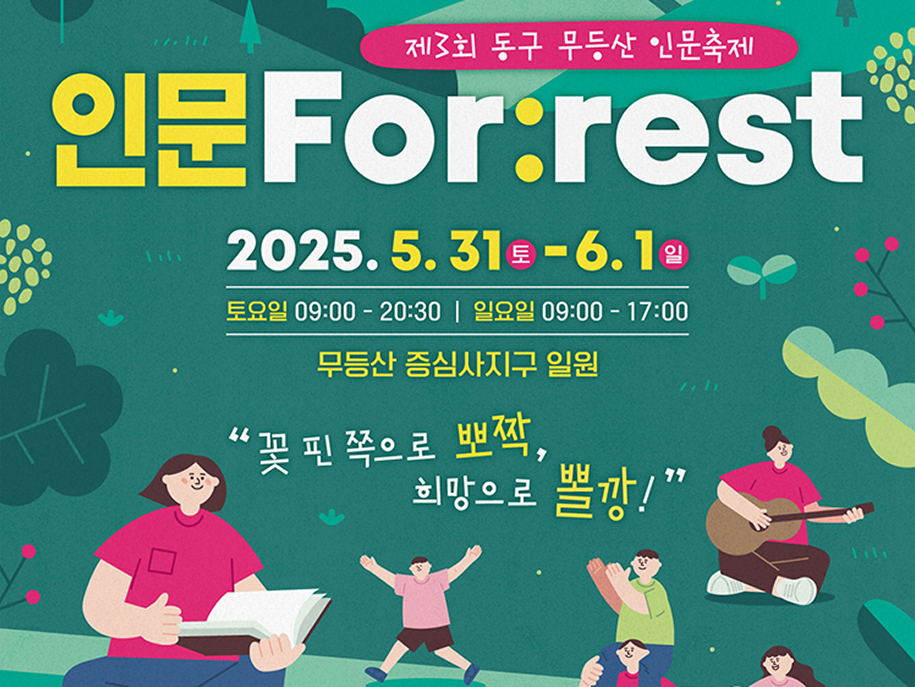 제3회 동구 무등산 인문축제
인문For:rest
2025. 5. 31 토 - 6. 1 일
토요일 09:00 - 20:30 | 일요일 09:00 - 17:00
무등산 증심사지구 일원
“꽃 핀 쪽으로 뽀짝,
희망으로 뽈깡!”